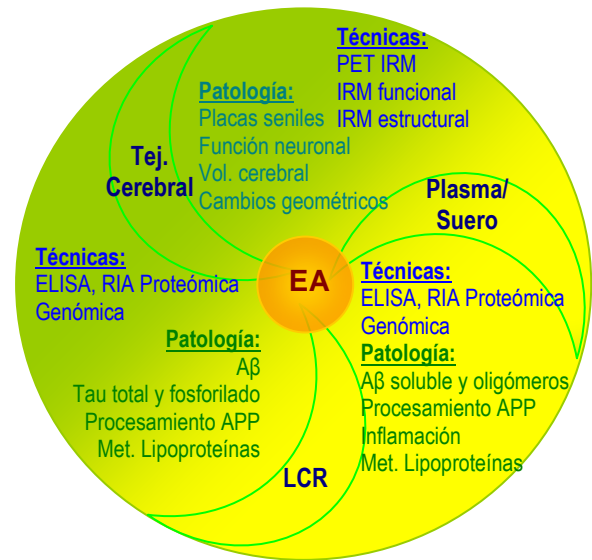 Técnicas:
PET IRM
IRM funcional
IRM estructural
Patología:
Placas seniles
Función neuronal
Vol. cerebral
Cambios geométricos
Tej.
Cerebral
Plasma/
Suero
EA
Técnicas:
ELISA, RIA Proteómica
Genómica
Patología:
Aβ
Tau total y fosforilado
Procesamiento APP
Met. Lipoproteínas
LCR
Técnicas:
ELISA, RIA Proteómica
Genómica
Patología:
Aβ soluble y oligómeros
Procesamiento APP
Inflamación
Met. Lipoproteínas